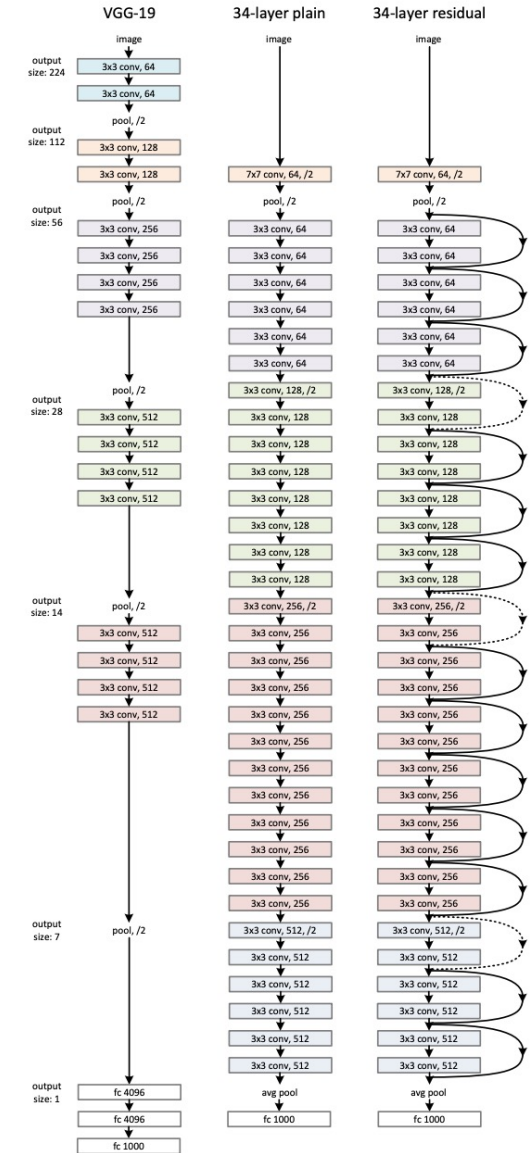 output
size: 224
output
size: 112
output
size: 56
output
size: 28
output
size: 14
output
size: 7
output
size: 1
VGG-19
image
3x3 conv, 64
3x3 conv, 64
pool, /2
3x3 conv, 128
3x3 conv, 128
pool, /2
3x3 conv, 256
3x3 conv, 256
3x3 conv, 256
3x3 conv, 256
pool, /2
3x3 conv, 512
3x3 conv, 512
3x3 conv, 512
3x3 conv, 512
pool, /2
3x3 conv, 512
3x3 conv, 512
3x3 conv, 512
3x3 conv, 512
pool, /2
fc 4096
fc 4096
fc 1000
34-layer plain
image
7x7 conv, 64, /2
pool, /2
3x3 conv, 64
3x3 conv, 64
3x3 conv, 64
3x3 conv, 64
3x3 conv, 64
3x3 conv, 64
3x3 conv, 128, /2
3x3 conv, 128
3x3 conv, 128
3x3 conv, 128
3x3 conv, 128
3x3 conv, 128
3x3 conv, 128
3x3 conv, 128
3x3 conv, 256, /2
3x3 conv, 256
3x3 conv, 256
3x3 conv, 256
3x3 conv, 256
3x3 conv, 256
3x3 conv, 256
3x3 conv, 256
3x3 conv, 256
3x3 conv, 256
3x3 conv, 256
3x3 conv, 256
3x3 conv, 512, /2
3x3 conv, 512
3x3 conv, 512
3x3 conv, 512
3x3 conv, 512
3x3 conv, 512
avg pool
fc 1000
34-layer residual
image
7x7 conv, 64, /2
pool, /2
3x3 conv, 64
3x3 conv, 64
3x3 conv, 64
3x3 conv, 64
3x3 conv, 64
3x3 conv, 64
3x3 conv, 128, /2
3x3 conv, 128
3x3 conv, 128
3x3 conv, 128
3x3 conv, 128
3x3 conv, 128
3x3 conv, 128
3x3 conv, 128
3x3 conv, 256, /2
3x3 conv, 256
3x3 conv, 256
3x3 conv, 256
3x3 conv, 256
3x3 conv, 256
3x3 conv, 256
3x3 conv, 256
3x3 conv, 256
3x3 conv, 256
3x3 conv, 256
3x3 conv, 256
3x3 conv, 512, /2
3x3 conv, 512
3x3 conv, 512
3x3 conv, 512
3x3 conv, 512
3x3 conv, 512
avg pool
fc 1000